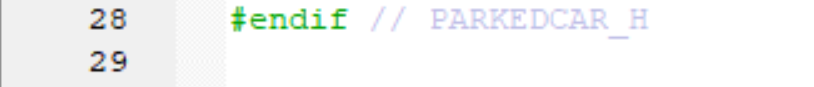 28 #endif // PARKEDCAR_H
29